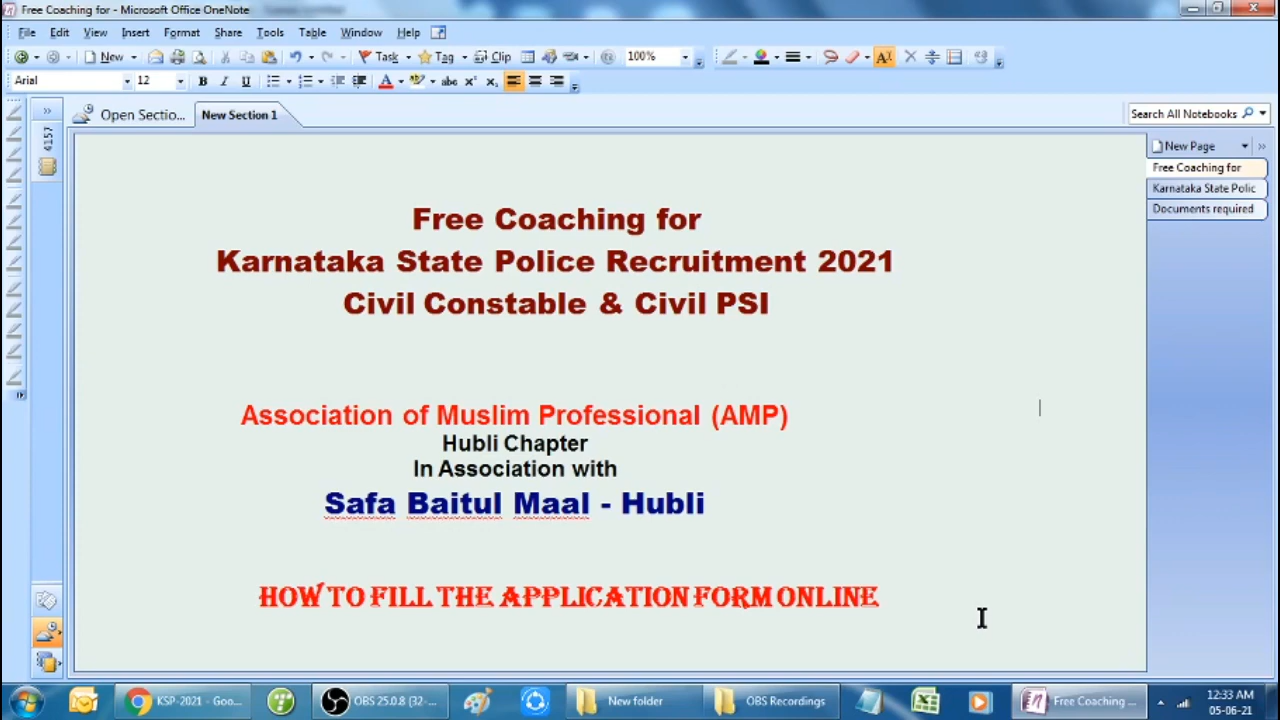 Free Coaching for - Microsoft Office OneNote
File Edit View Insert Format Share Tools Table Window Help
New Task Tag Clip 100%
Arial 12 B I U abc x² x₂
4157
Open Sectio... New Section 1 Search All Notebooks
New Page
Free Coaching for
Karnataka State Polic
Documents required
Free Coaching for
Karnataka State Police Recruitment 2021
Civil Constable & Civil PSI
Association of Muslim Professional (AMP)
Hubli Chapter
In Association with
Safa Baitul Maal - Hubli
HOW TO FILL THE APPLICATION FORM ONLINE
KSP-2021 - Goo... OBS 25.0.8 (32-... New folder OBS Recordings Free Coaching ... 12:33 AM
05-06-21